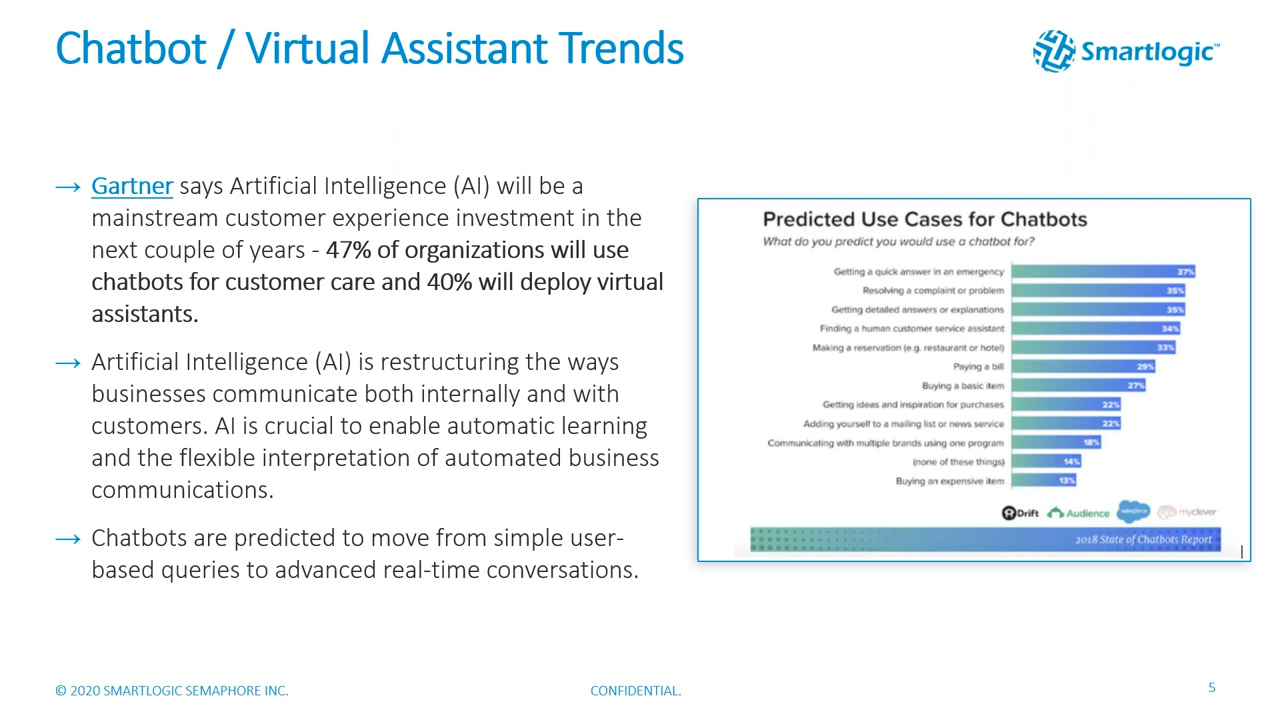 Chatbot / Virtual Assistant Trends
Smartlogic™
→ Gartner says Artificial Intelligence (AI) will be a
mainstream customer experience investment in the
next couple of years - 47% of organizations will use
chatbots for customer care and 40% will deploy virtual
assistants.
→ Artificial Intelligence (AI) is restructuring the ways
businesses communicate both internally and with
customers. AI is crucial to enable automatic learning
and the flexible interpretation of automated business
communications.
→ Chatbots are predicted to move from simple user-
based queries to advanced real-time conversations.
Predicted Use Cases for Chatbots
What do you predict you would use a chatbot for?
Getting a quick answer in an emergency 37%
Resolving a complaint or problem 35%
Getting detailed answers or explanations 35%
Finding a human customer service assistant 34%
Making a reservation (e.g. restaurant or hotel) 33%
Paying a bill 29%
Buying a basic item 27%
Getting ideas and inspiration for purchases 22%
Adding yourself to a mailing list or news service 22%
Communicating with multiple brands using one program 18%
(none of these things) 14%
Buying an expensive item 13%
Drift Audience salesforce myclever
2018 State of Chatbots Report
© 2020 SMARTLOGIC SEMAPHORE INC. CONFIDENTIAL. 5